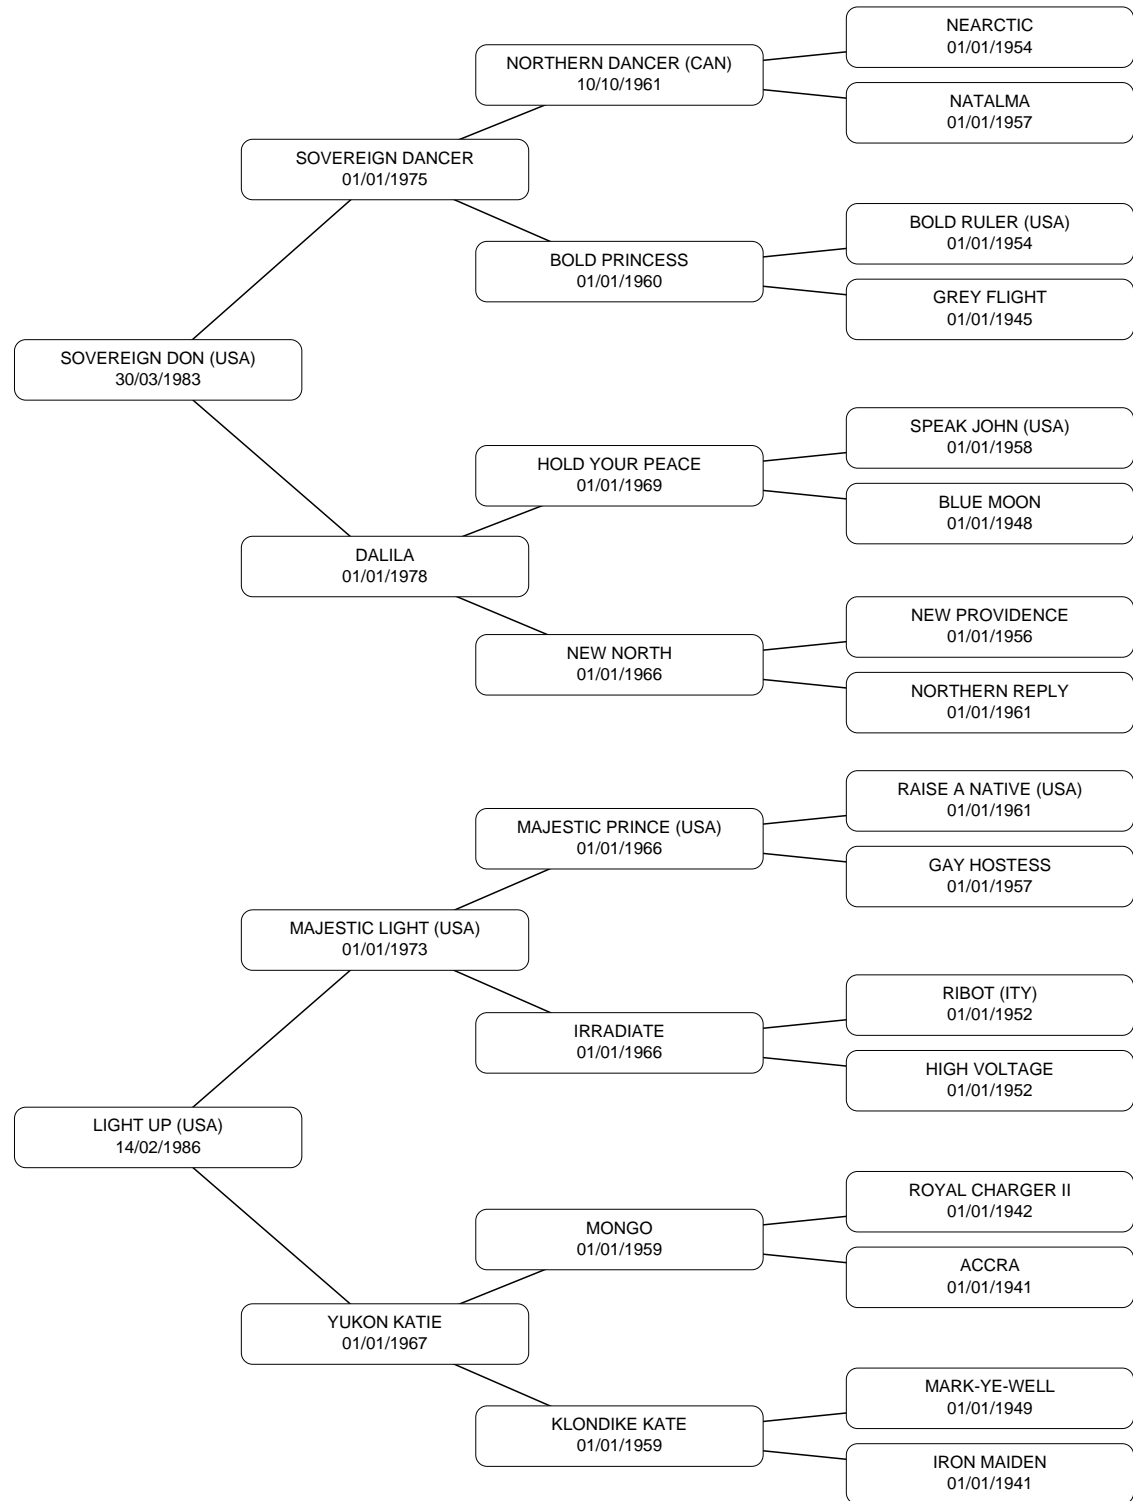 NEARCTIC
01/01/1954
NORTHERN DANCER (CAN)
10/10/1961
NATALMA
01/01/1957
SOVEREIGN DANCER
01/01/1975
BOLD RULER (USA)
01/01/1954
BOLD PRINCESS
01/01/1960
GREY FLIGHT
01/01/1945
SOVEREIGN DON (USA)
30/03/1983
SPEAK JOHN (USA)
01/01/1958
HOLD YOUR PEACE
01/01/1969
BLUE MOON
01/01/1948
DALILA
01/01/1978
NEW PROVIDENCE
01/01/1956
NEW NORTH
01/01/1966
NORTHERN REPLY
01/01/1961
RAISE A NATIVE (USA)
01/01/1961
MAJESTIC PRINCE (USA)
01/01/1966
GAY HOSTESS
01/01/1957
MAJESTIC LIGHT (USA)
01/01/1973
RIBOT (ITY)
01/01/1952
IRRADIATE
01/01/1966
HIGH VOLTAGE
01/01/1952
LIGHT UP (USA)
14/02/1986
ROYAL CHARGER II
01/01/1942
MONGO
01/01/1959
ACCRA
01/01/1941
YUKON KATIE
01/01/1967
MARK-YE-WELL
01/01/1949
KLONDIKE KATE
01/01/1959
IRON MAIDEN
01/01/1941